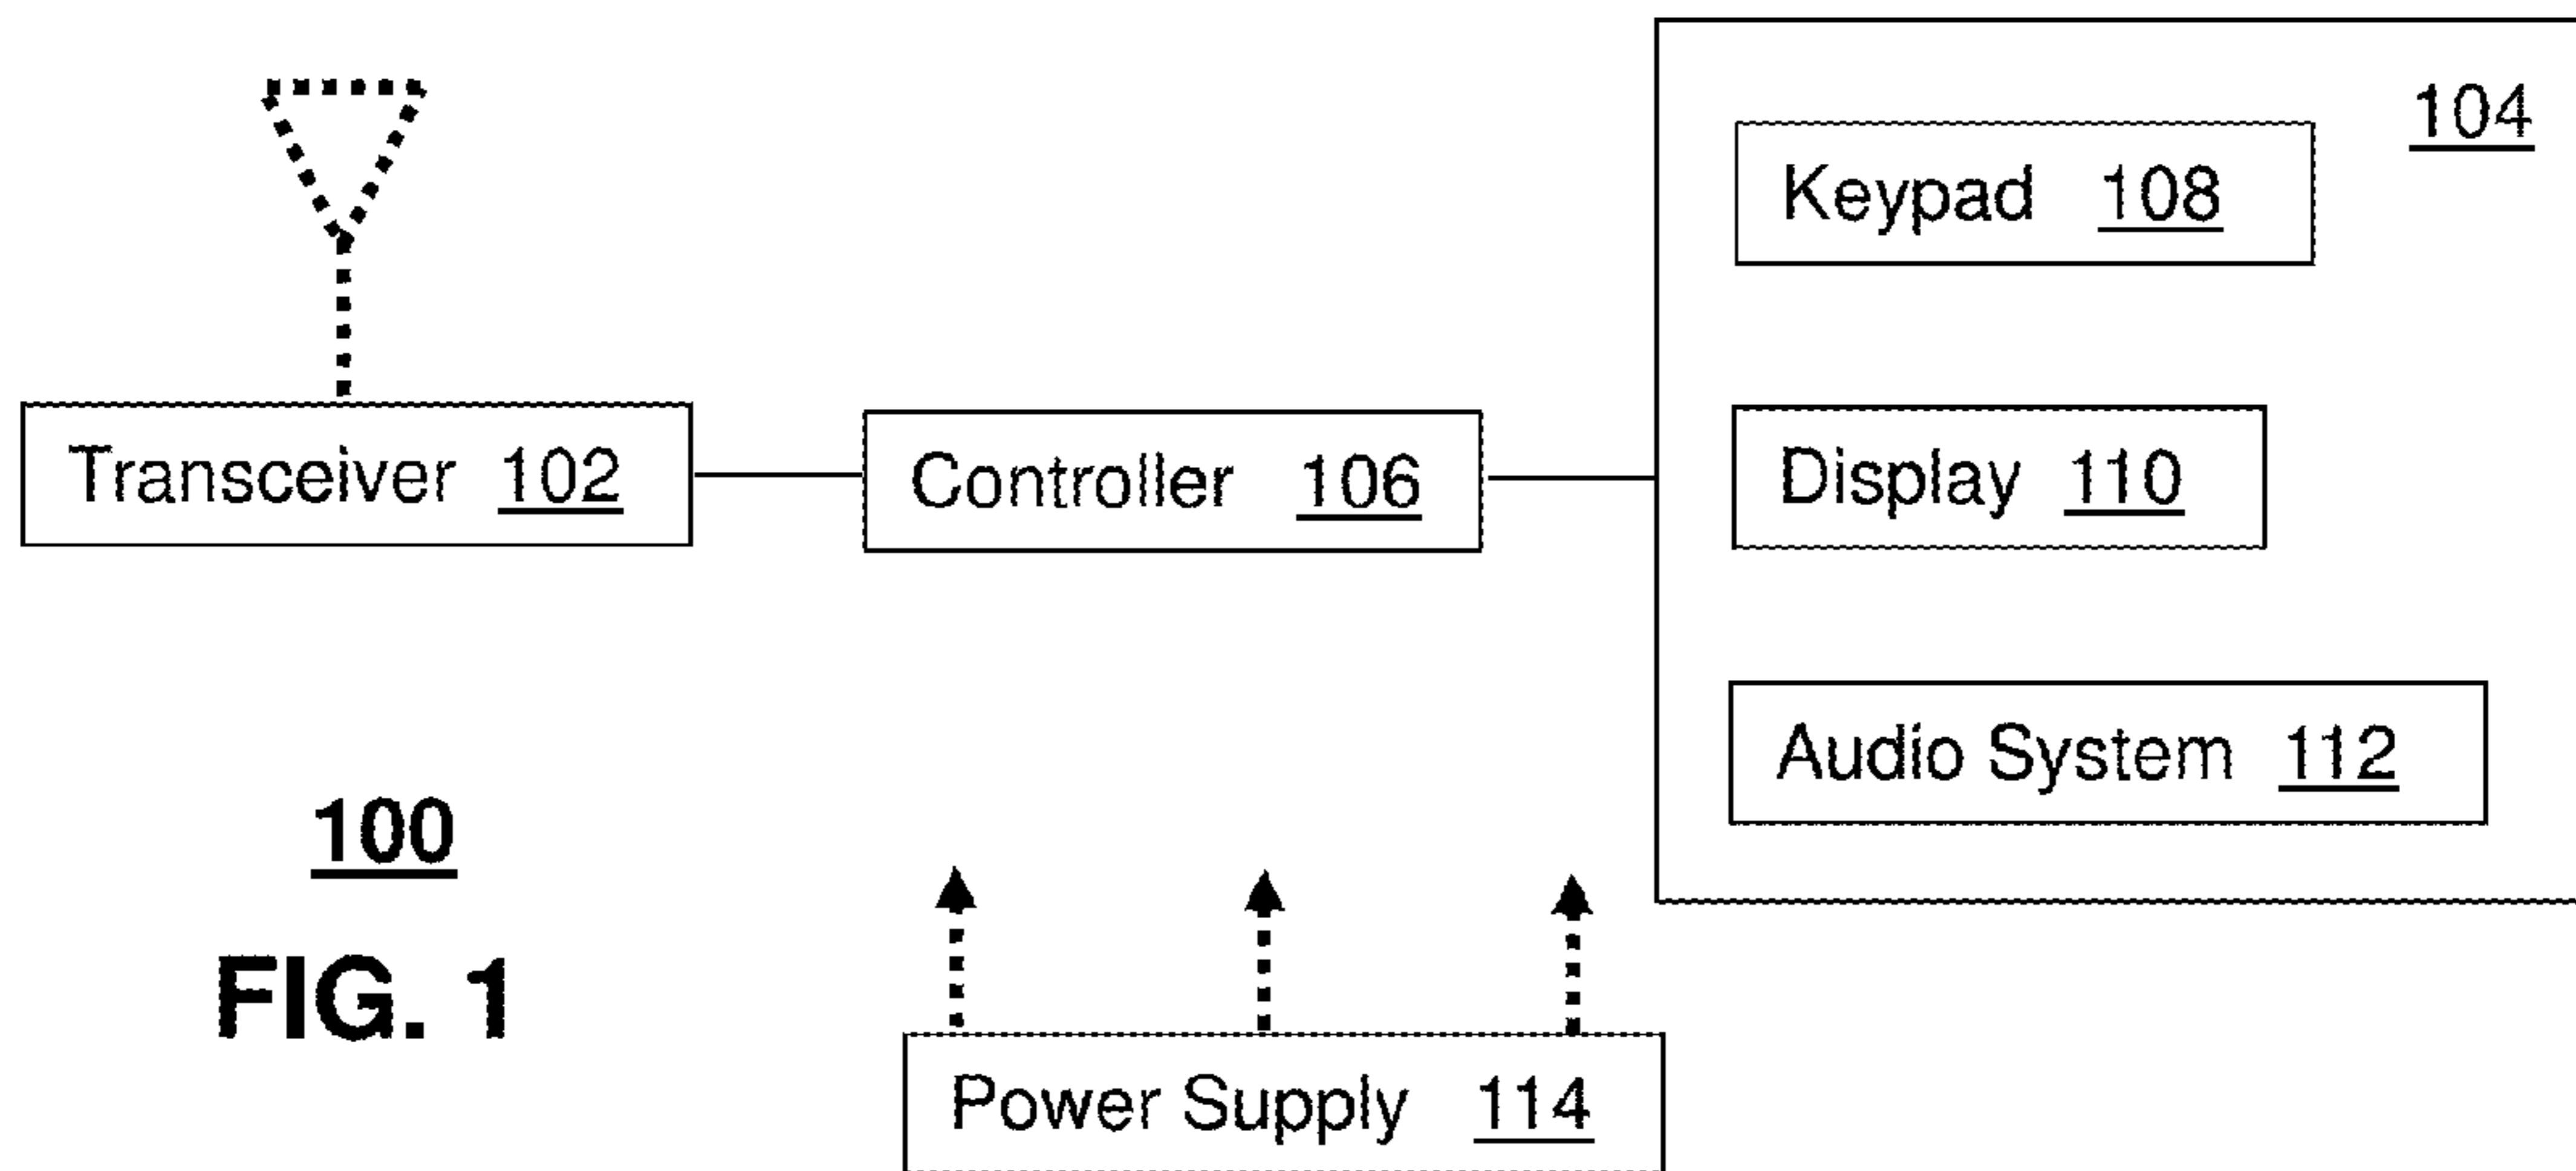 104
Keypad 108
Transceiver 102
Controller 106
Display 110
Audio System 112
100
FIG. 1
Power Supply 114